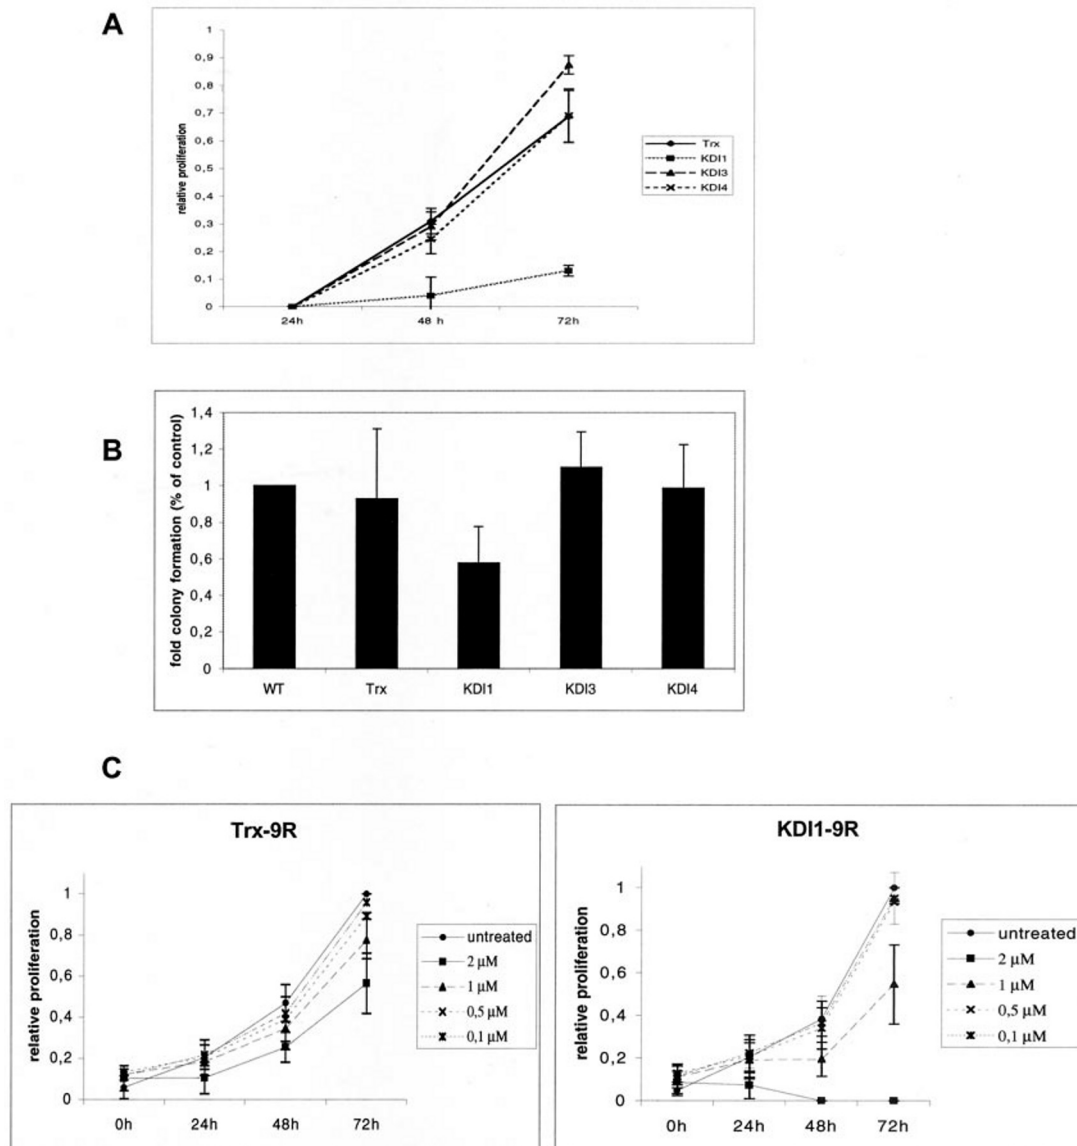 A
1
0,9
0,8
0,7
0,6
0,5
0,4
0,3
0,2
0,1
0
relative proliferation
24h
48 h
72h
Trx
KDI1
KDI3
KDI4
B
1,4
1,2
1
0,8
0,6
0,4
0,2
0
fold colony formation (% of control)
WT
Trx
KDI1
KDI3
KDI4
C
Trx-9R
1
0,8
0,6
0,4
0,2
0
relative proliferation
0h
24h
48h
72h
untreated
2 µM
1 µM
0,5 µM
0,1 µM
KDI1-9R
1
0,8
0,6
0,4
0,2
0
relative proliferation
0h
24h
48h
72h
untreated
2 µM
1 µM
0,5 µM
0,1 µM